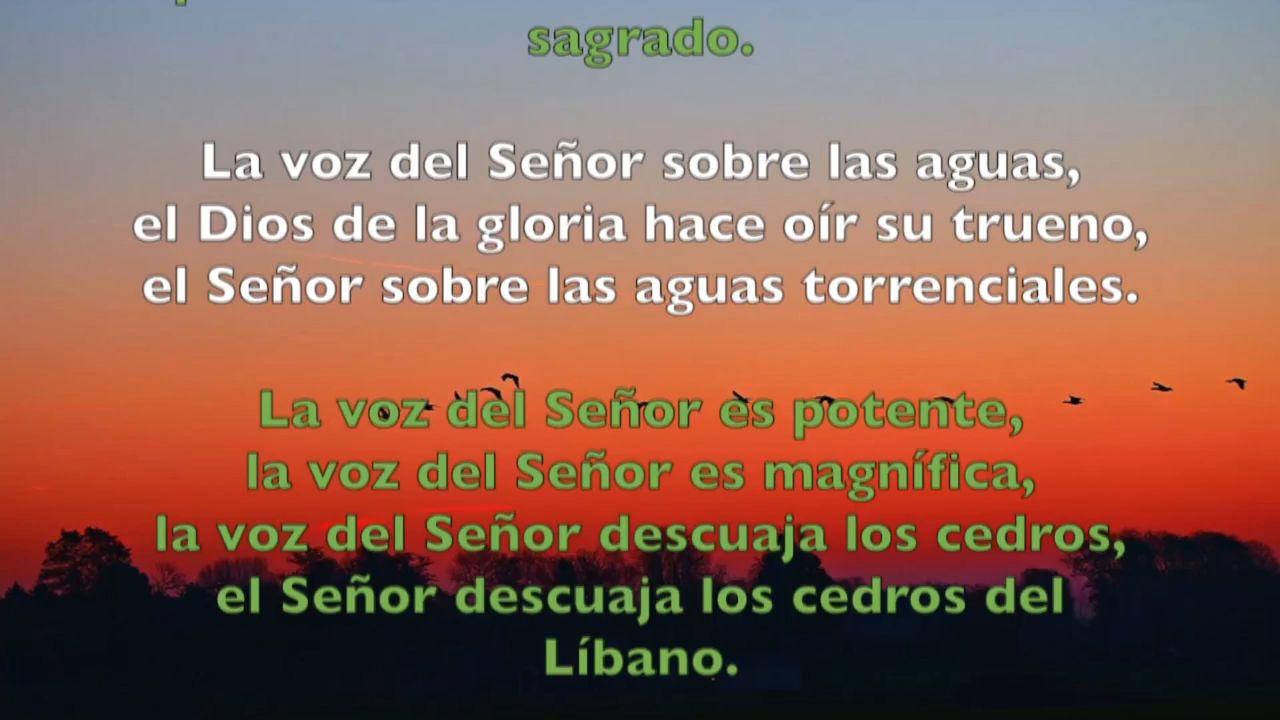 sagrado.
La voz del Señor sobre las aguas,
el Dios de la gloria hace oír su trueno,
el Señor sobre las aguas torrenciales.
La voz del Señor es potente,
la voz del Señor es magnífica,
la voz del Señor descuaja los cedros,
el Señor descuaja los cedros del
Líbano.